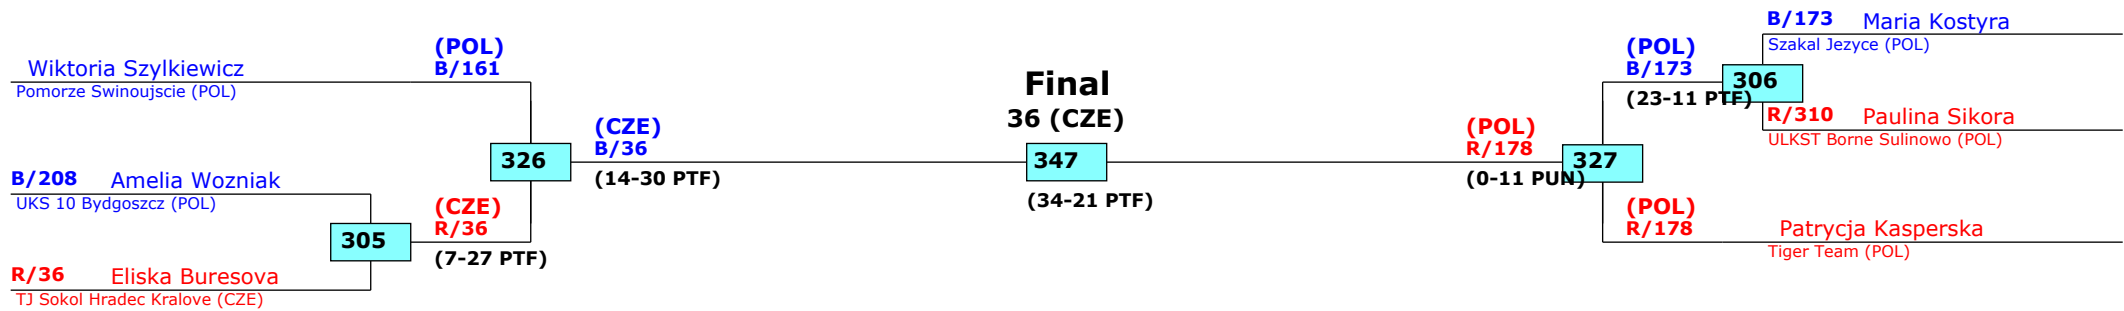 Wiktoria Szylkiewicz
Pomorze Swinoujscie (POL)
(POL)
B/161
B/208 Amelia Wozniak
UKS 10 Bydgoszcz (POL)
305
R/36 Eliska Buresova
TJ Sokol Hradec Kralove (CZE)
(CZE)
R/36
(7-27 PTF)
326
(CZE)
B/36
(14-30 PTF)
Final
36 (CZE)
347
(34-21 PTF)
(POL)
R/178
(0-11 PUN)
327
(POL)
B/173
(23-11 PTF)
306
B/173 Maria Kostyra
Szakal Jezyce (POL)
R/310 Paulina Sikora
ULKST Borne Sulinowo (POL)
(POL)
R/178
Patrycja Kasperska
Tiger Team (POL)